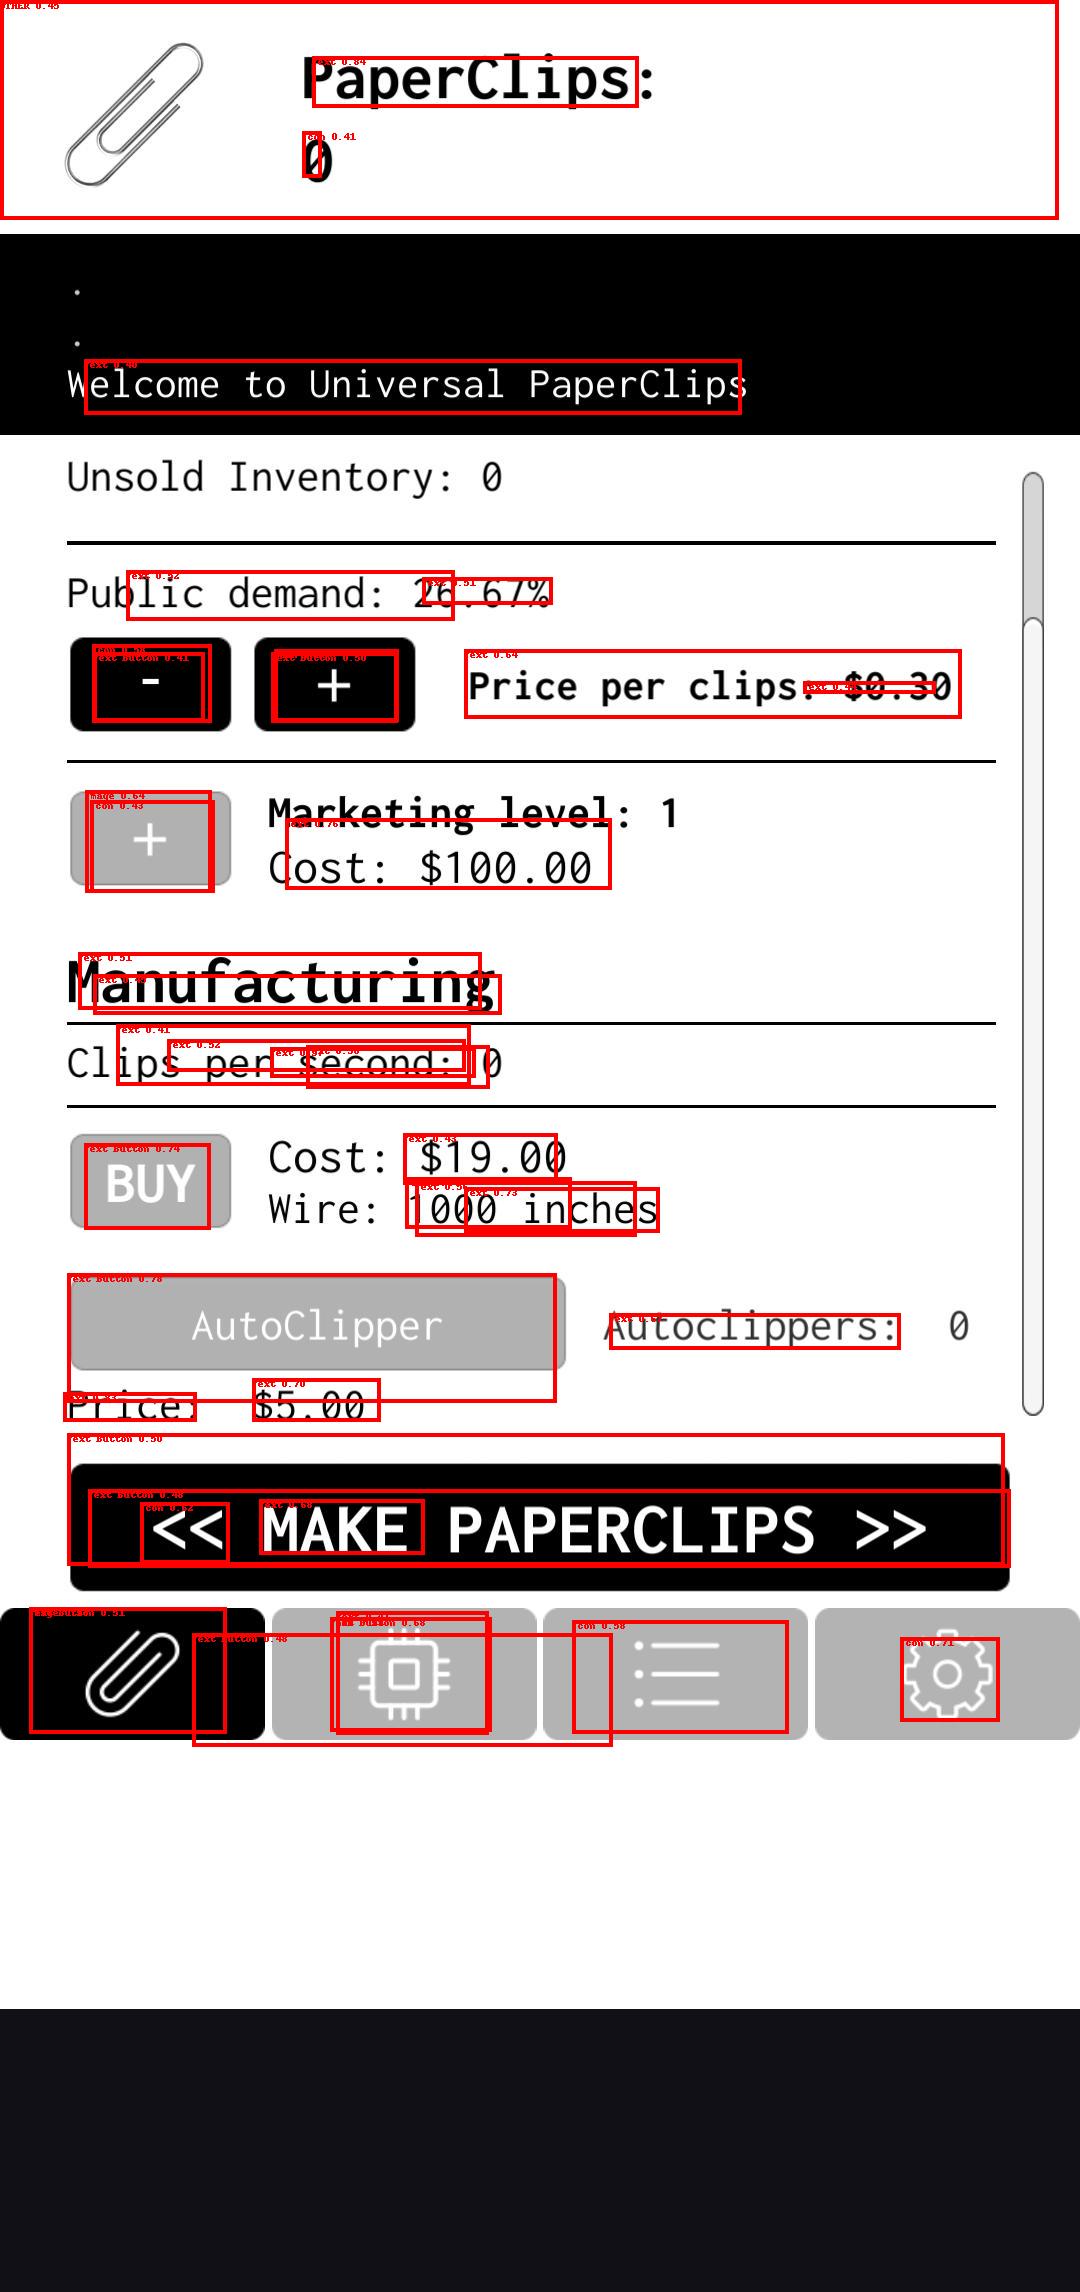 PaperClips:
0
.
.
Welcome to Universal PaperClips
Unsold Inventory: 0
Public demand: 26.67%
- + Price per clips: $0.30
+ Marketing level: 1
Cost: $100.00
Manufacturing
Clips per second: 0
BUY Cost: $19.00
Wire: 1000 inches
AutoClipper Autoclippers: 0
Price: $5.00
<< MAKE PAPERCLIPS >>